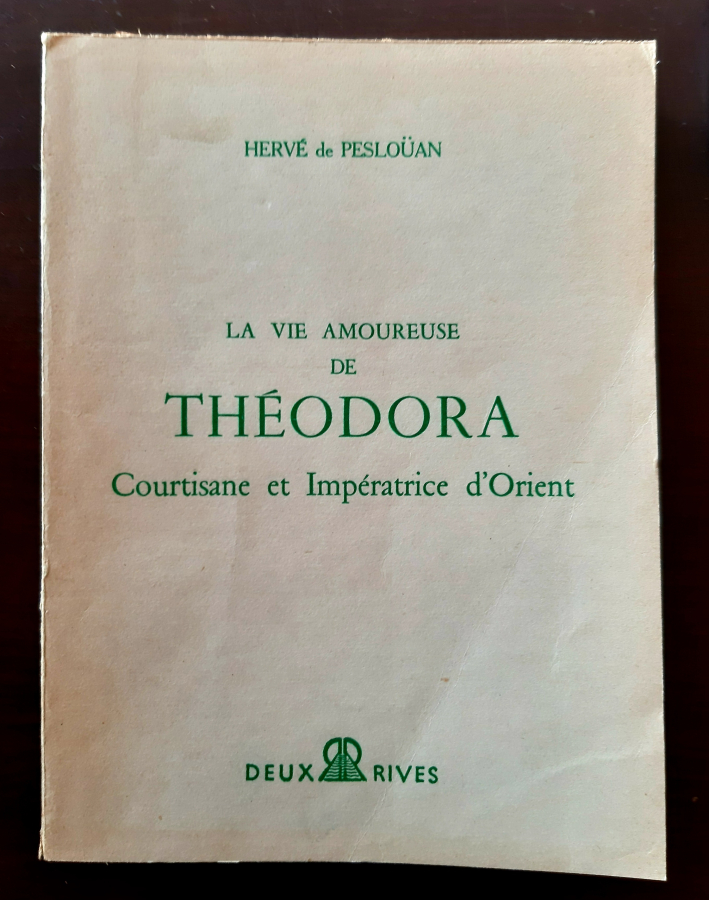 HERVÉ de PESLOÜAN
LA VIE AMOUREUSE
DE
THÉODORA
Courtisane et Impératrice d'Orient
DEUX RIVES